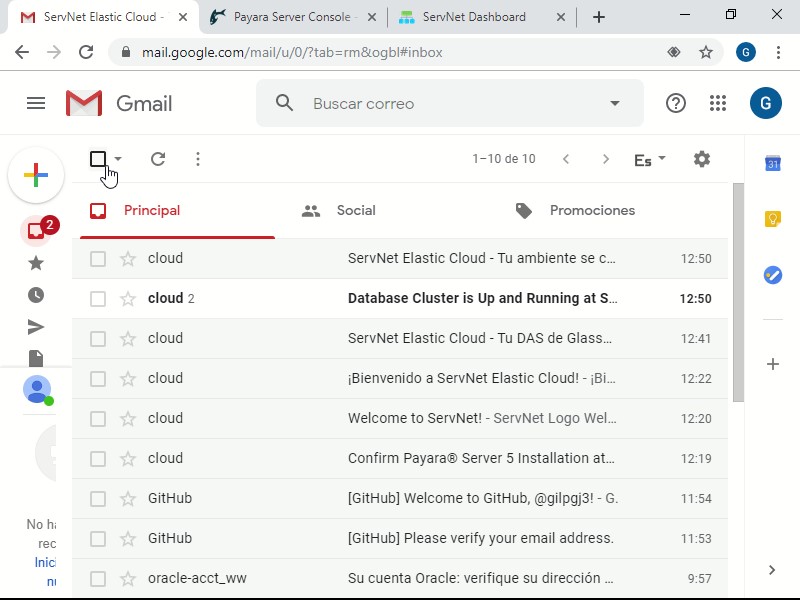 ServNet Elastic Cloud -
Payara Server Console
ServNet Dashboard
mail.google.com/mail/u/0/?tab=rm&ogbl#inbox
G
Gmail
Buscar correo
G
1–10 de 10
Es
31
2
Principal
Social
Promociones
cloud ServNet Elastic Cloud - Tu ambiente se c… 12:50
cloud 2 Database Cluster is Up and Running at S… 12:50
cloud ServNet Elastic Cloud - Tu DAS de Glass… 12:41
cloud ¡Bienvenido a ServNet Elastic Cloud! - ¡Bi… 12:22
cloud Welcome to ServNet! - ServNet Logo Wel… 12:20
cloud Confirm Payara® Server 5 Installation at… 12:19
GitHub [GitHub] Welcome to GitHub, @gilpgj3! - G. 11:54
GitHub [GitHub] Please verify your email address. 11:53
oracle-acct_ww Su cuenta Oracle: verifique su dirección … 9:57
No ha
rec
Inici
nu